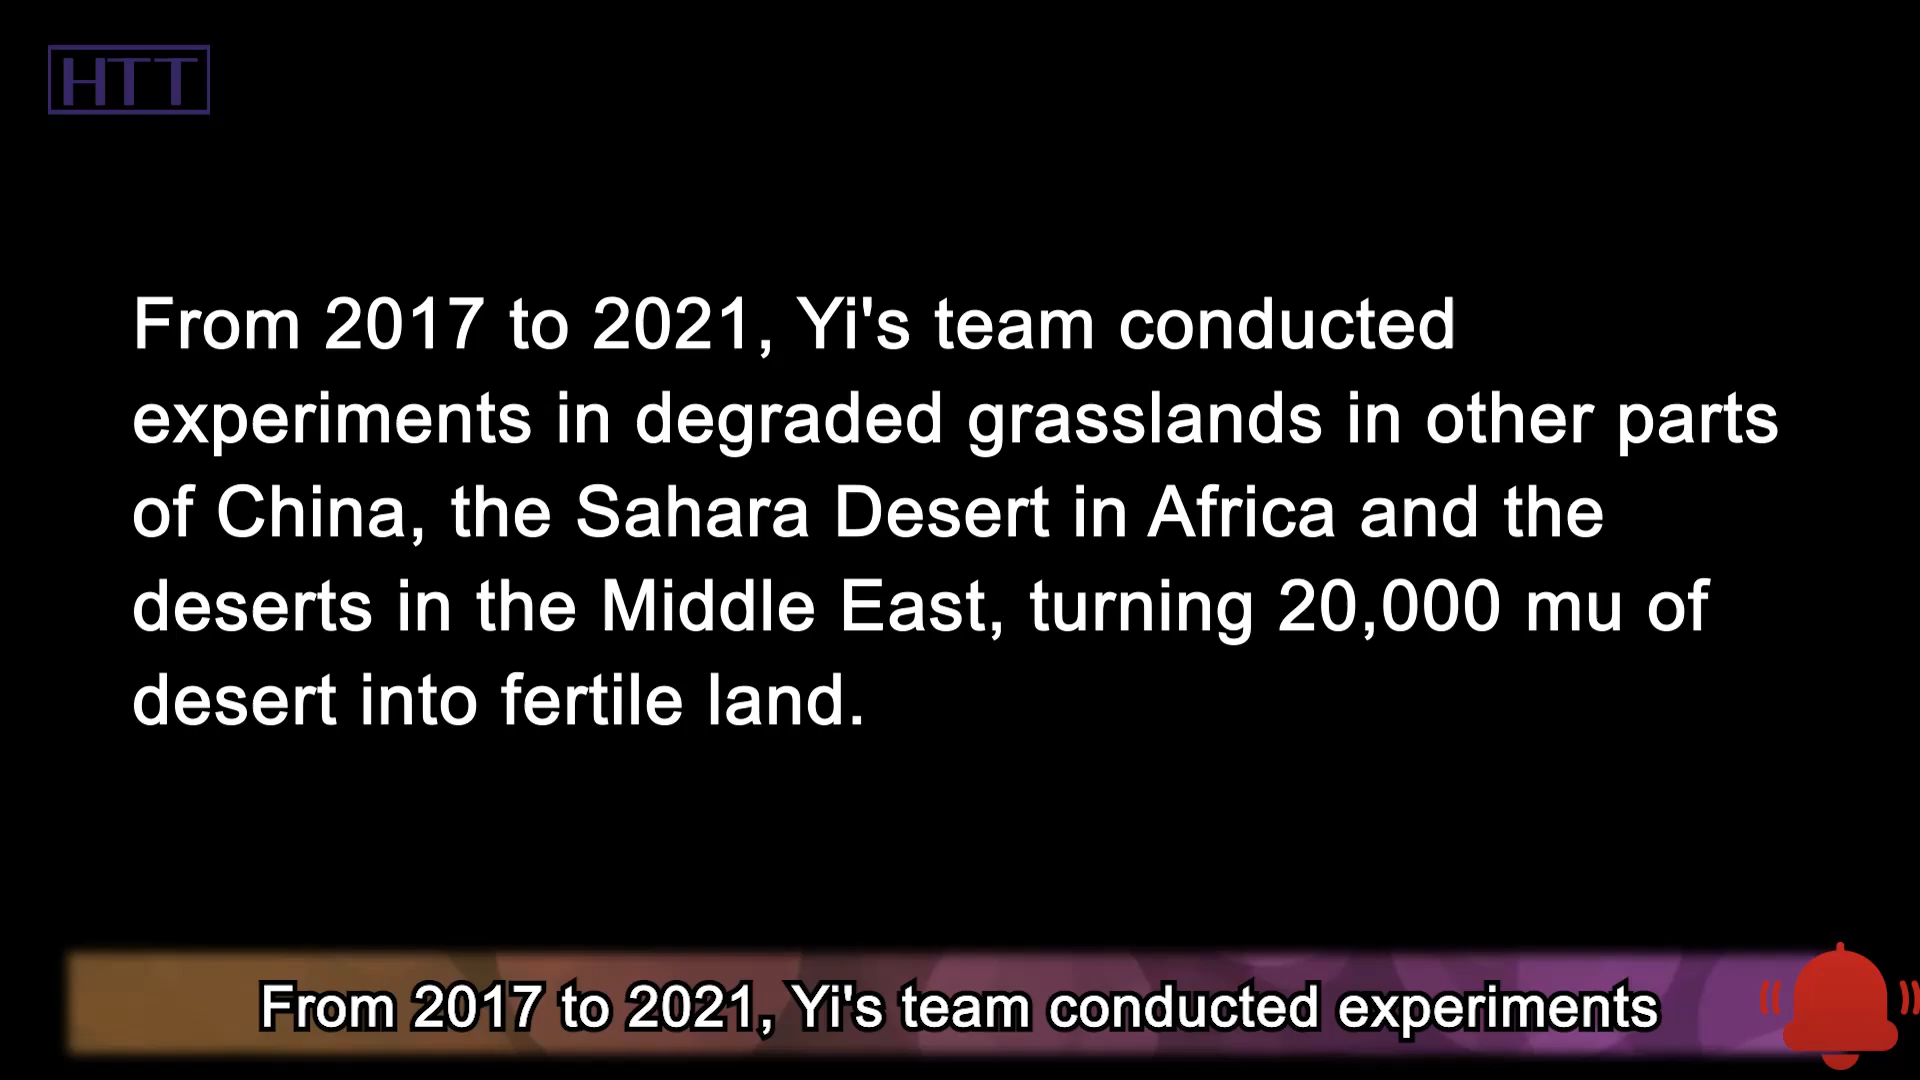 HTT
From 2017 to 2021, Yi's team conducted
experiments in degraded grasslands in other parts
of China, the Sahara Desert in Africa and the
deserts in the Middle East, turning 20,000 mu of
desert into fertile land.
From 2017 to 2021, Yi's team conducted experiments